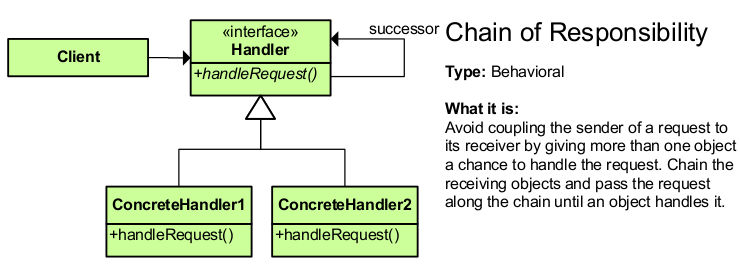 Client
«interface»
Handler
+handleRequest()
successor
ConcreteHandler1
+handleRequest()
ConcreteHandler2
+handleRequest()
Chain of Responsibility
Type: Behavioral
What it is:
Avoid coupling the sender of a request to
its receiver by giving more than one object
a chance to handle the request. Chain the
receiving objects and pass the request
along the chain until an object handles it.